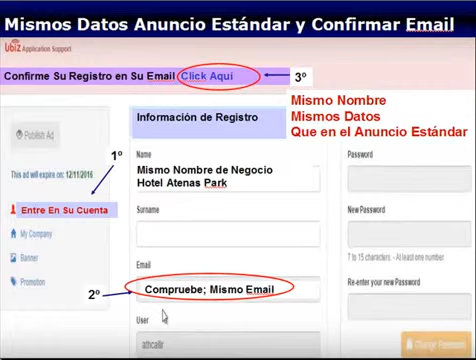 Mismos Datos Anuncio Estándar y Confirmar Email
Ubiz Application Support
Confirme Su Registro en Su Email Click Aqui
3º
Mismo Nombre
Mismos Datos
Que en el Anuncio Estándar
Información de Registro
Publish Ad
1º
Name
Password
This ad will expire on: 12/11/2016
Mismo Nombre de Negocio
Hotel Atenas Park
Entre En Su Cuenta
Surname
New Password
My Company
7 to 15 characters - At least one number.
Banner
Email
Re-enter your new Password
Promotion
Compruebe; Mismo Email
2º
User
athcallr
Change Password